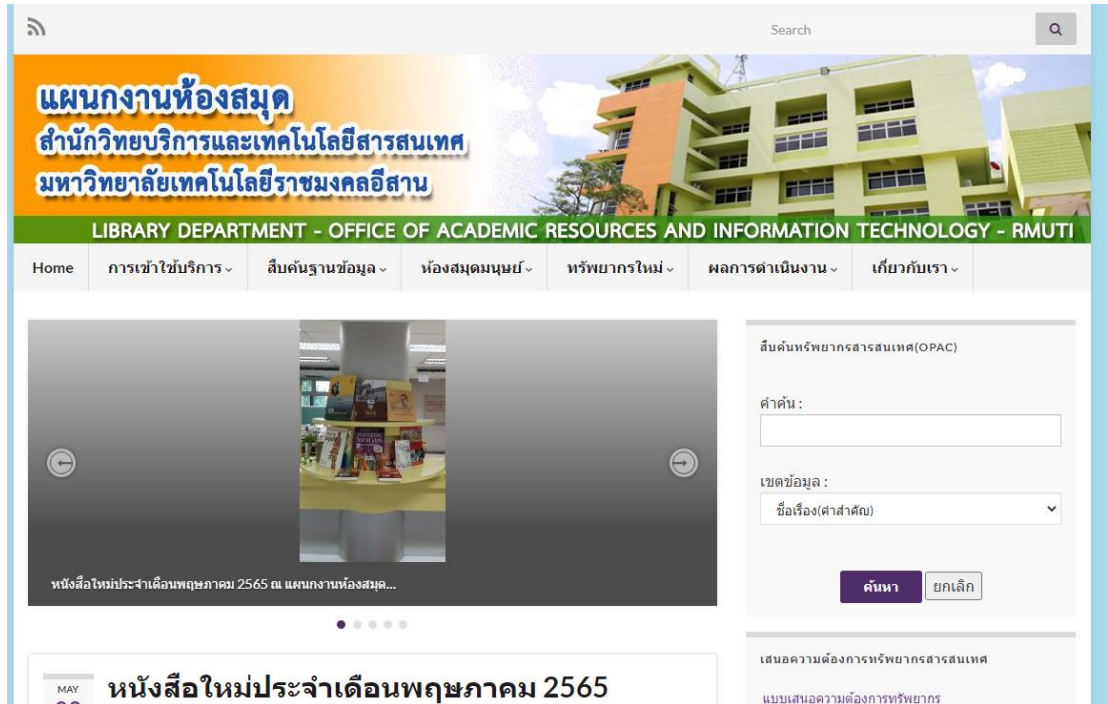 Search
แผนกงานห้องสมุด
สำนักวิทยบริการและเทคโนโลยีสารสนเทศ
มหาวิทยาลัยเทคโนโลยีราชมงคลอีสาน
LIBRARY DEPARTMENT - OFFICE OF ACADEMIC RESOURCES AND INFORMATION TECHNOLOGY - RMUTI
Home การเข้าใช้บริการ สืบค้นฐานข้อมูล ห้องสมุดมนุษย์ ทรัพยากรใหม่ ผลการดำเนินงาน เกี่ยวกับเรา
หนังสือใหม่ประจำเดือนพฤษภาคม 2565 ณ แผนกงานห้องสมุด...
สืบค้นทรัพยากรสารสนเทศ(OPAC)
คำค้น :
เขตข้อมูล :
ชื่อเรื่อง(คำสำคัญ)
ค้นหา ยกเลิก
MAY
หนังสือใหม่ประจำเดือนพฤษภาคม 2565
เสนอความต้องการทรัพยากรสารสนเทศ
แบบเสนอความต้องการทรัพยากร